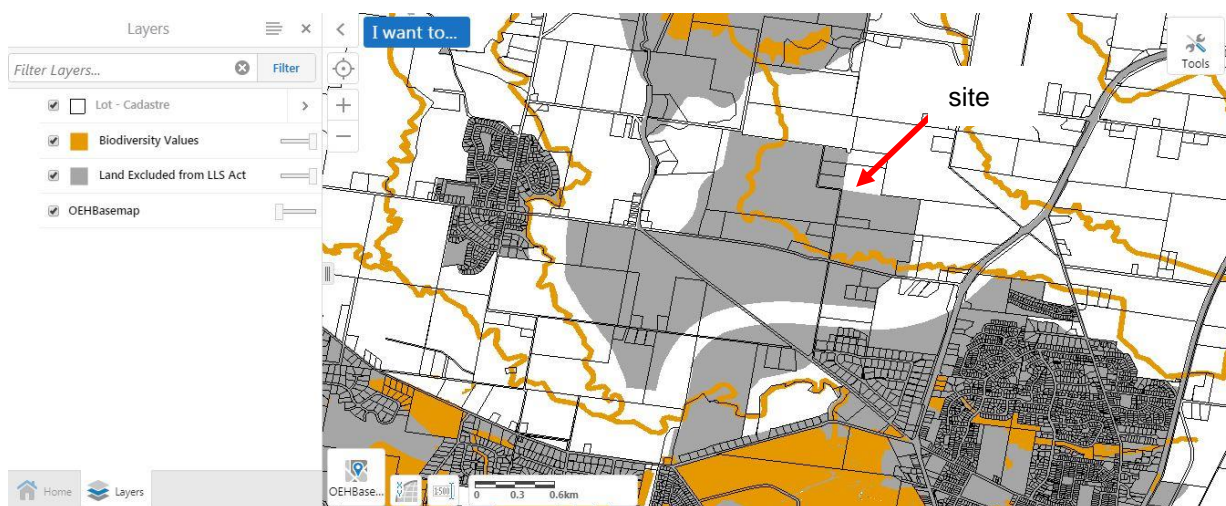 Layers
Filter Layers...
Filter
Lot - Cadastre
Biodiversity Values
Land Excluded from LLS Act
OEHBasemap
Home
Layers
I want to...
site
Tools
OEHBase...
0 0.3 0.6km